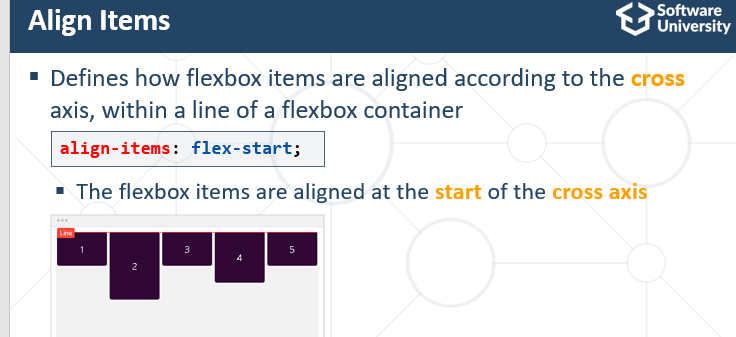 Align Items
Software
University
Defines how flexbox items are aligned according to the cross
axis, within a line of a flexbox container
align-items: flex-start;
The flexbox items are aligned at the start of the cross axis
Line
1
2
3
4
5